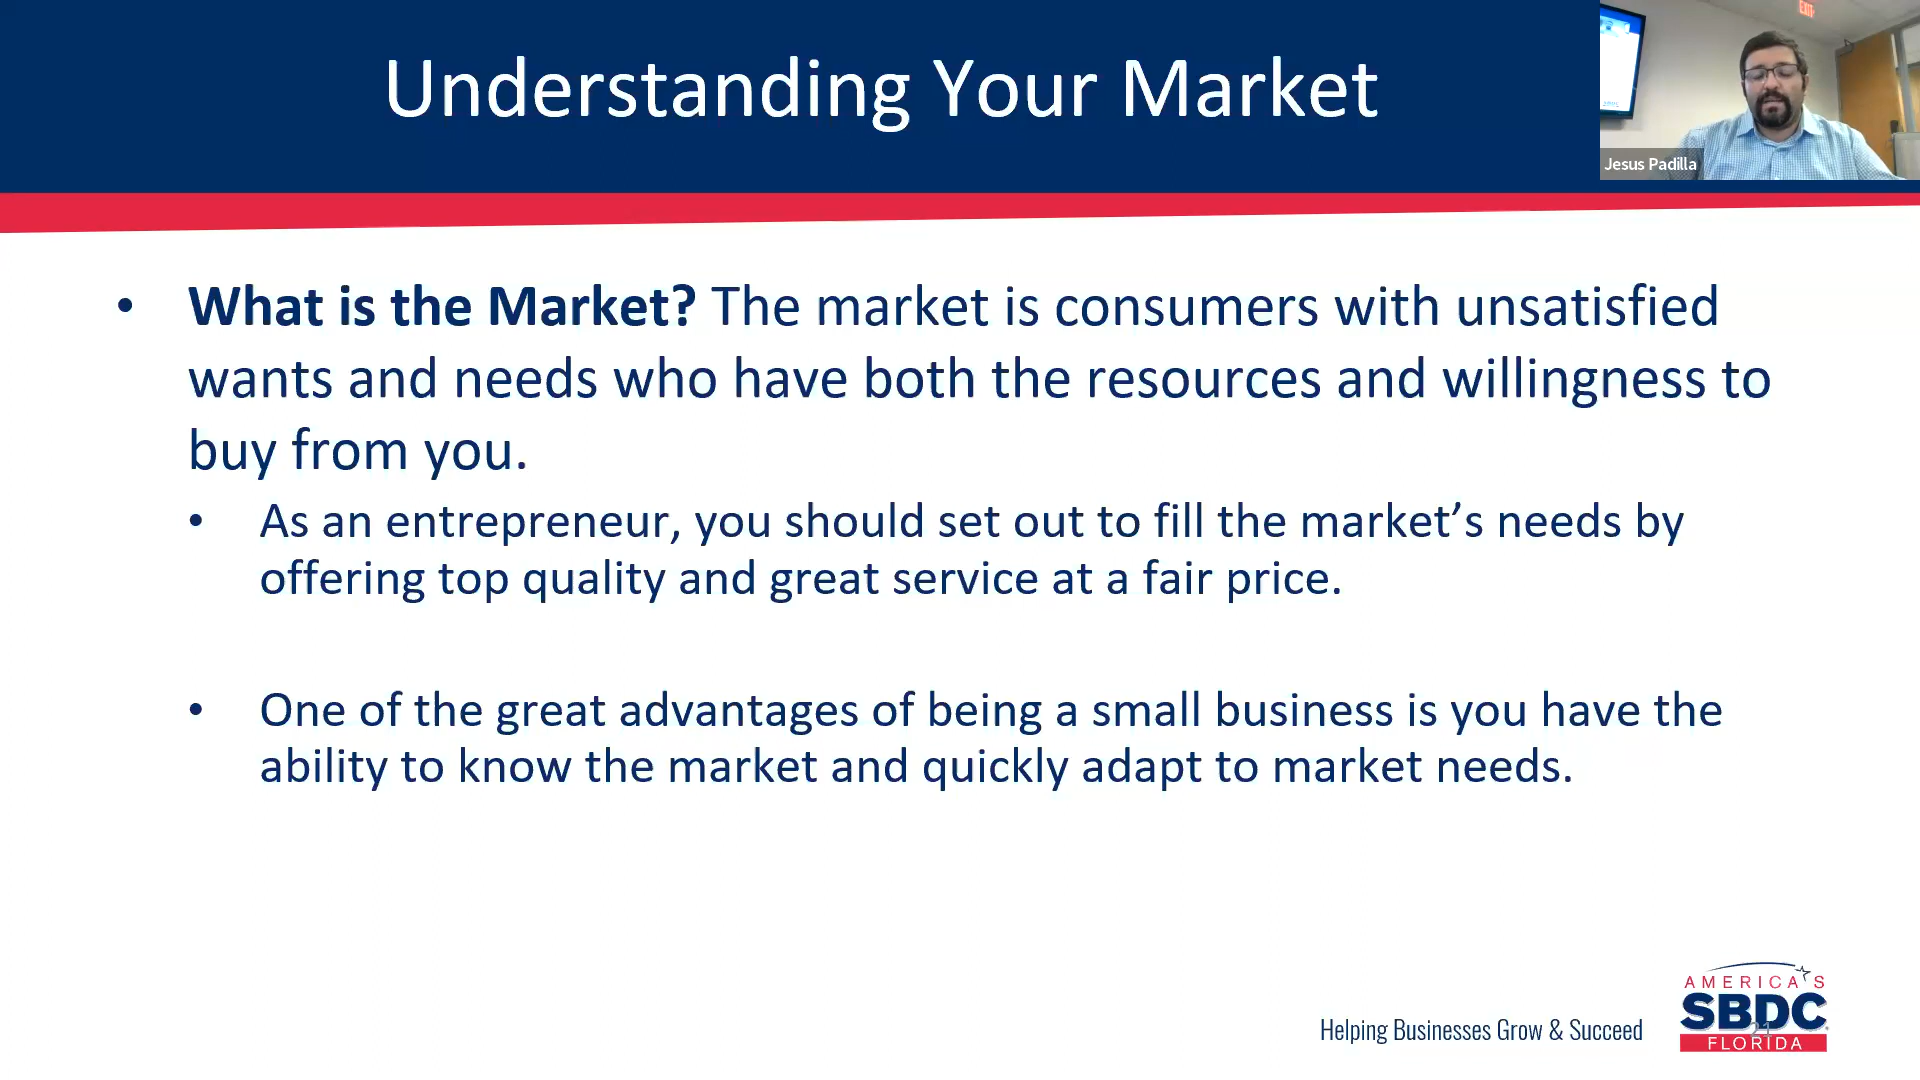 Understanding Your Market
EXIT
Jesus Padilla
• What is the Market? The market is consumers with unsatisfied
wants and needs who have both the resources and willingness to
buy from you.
• As an entrepreneur, you should set out to fill the market’s needs by
offering top quality and great service at a fair price.
• One of the great advantages of being a small business is you have the
ability to know the market and quickly adapt to market needs.
Helping Businesses Grow & Succeed
AMERICA'S
SBDC
21
FLORIDA